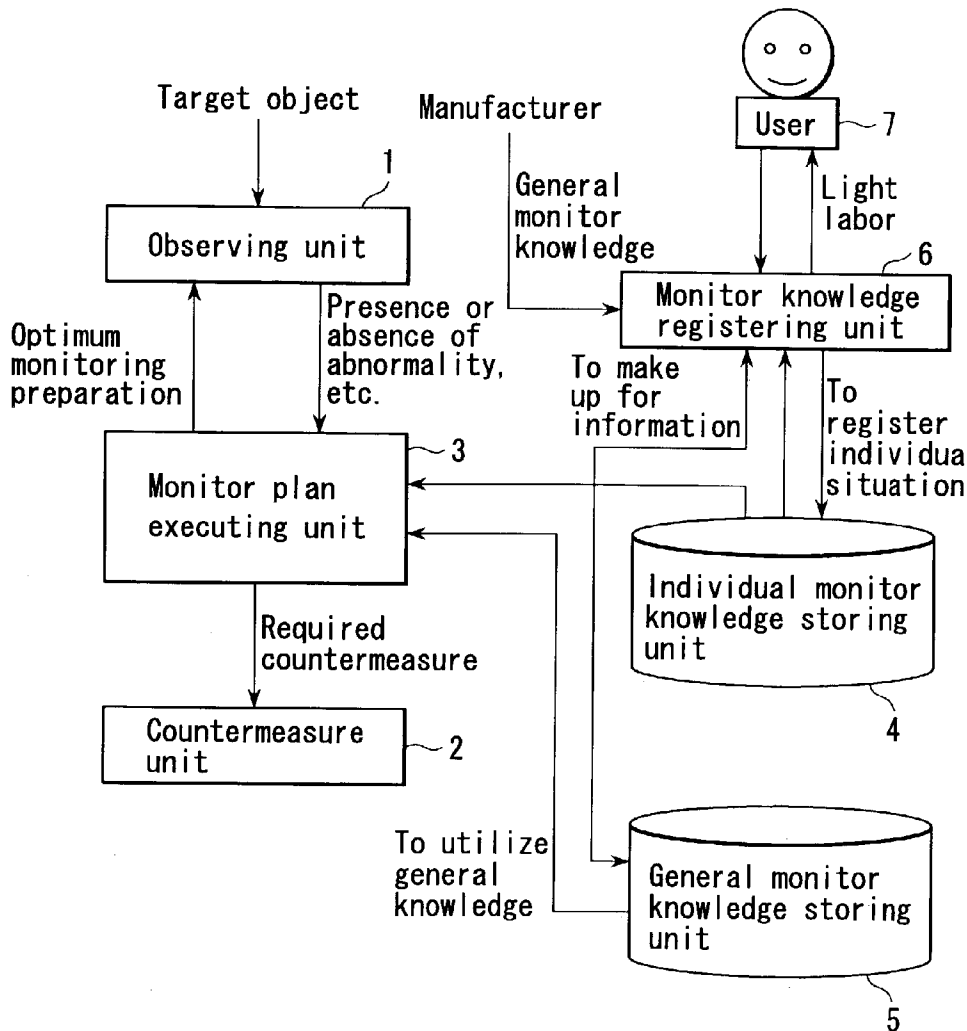 Target object
Manufacturer
User
7
1
General
monitor
knowledge
Light
labor
Observing unit
6
Monitor knowledge
registering unit
Optimum
monitoring
preparation
Presence or
absence of
abnormality,
etc.
To make
up for
information
To
register
individua
situation
3
Monitor plan
executing unit
Individual monitor
knowledge storing
unit
Required
countermeasure
4
Countermeasure
unit
2
To utilize
general
knowledge
General monitor
knowledge storing
unit
5